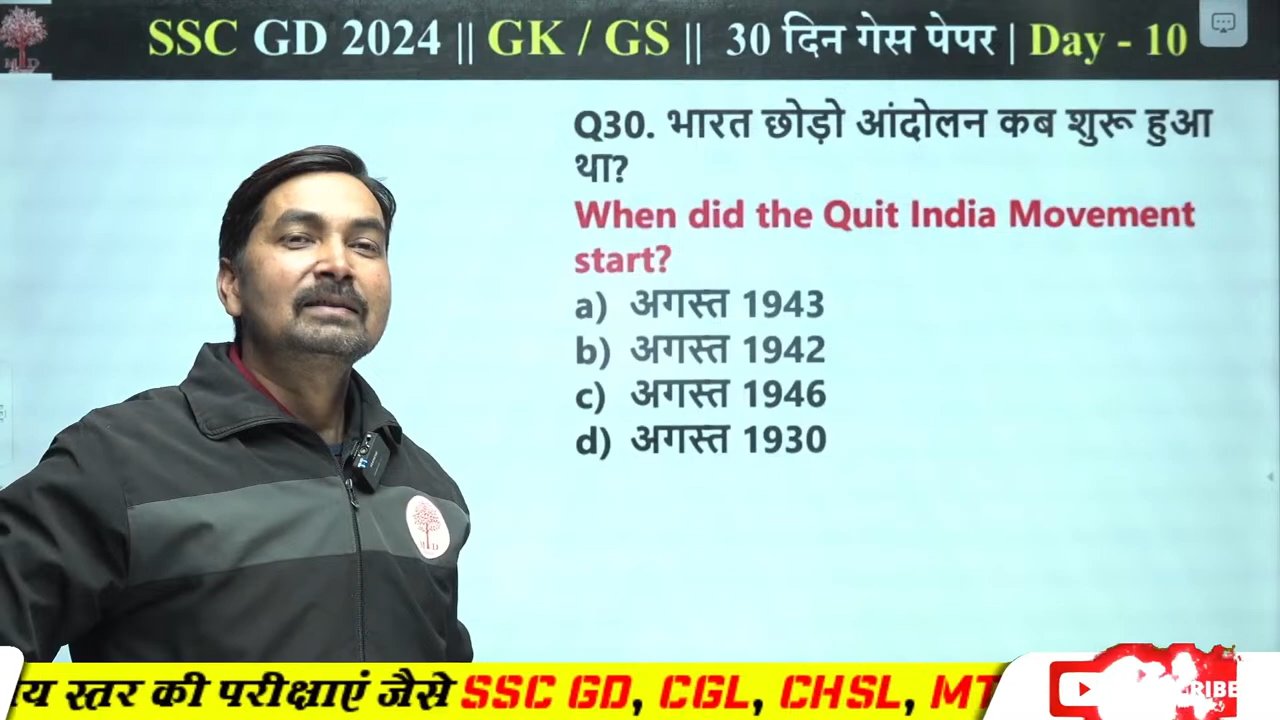 SSC GD 2024 || GK / GS || 30 दिन गेस पेपर | Day - 10
Q30. भारत छोड़ो आंदोलन कब शुरू हुआ
था?
When did the Quit India Movement
start?
a) अगस्त 1943
b) अगस्त 1942
c) अगस्त 1946
d) अगस्त 1930
स्तर की परीक्षाएं जैसे SSC GD, CGL, CHSL,